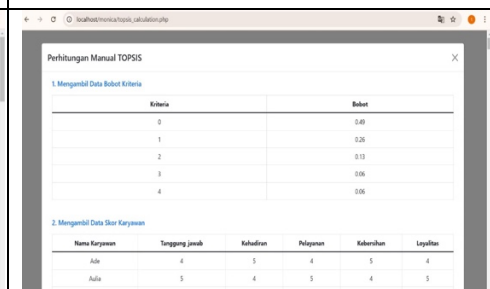 localhost/monica/topsis_calculation.php
Perhitungan Manual TOPSIS
1. Mengambil Data Bobot Kriteria
Kriteria Bobot
0 0.49
1 0.26
2 0.13
3 0.06
4 0.06
2. Mengambil Data Skor Karyawan
Nama Karyawan Tanggung jawab Kehadiran Pelayanan Kebersihan Loyalitas
Ade 4 5 4 5 4
Aulia 5 4 5 4 5